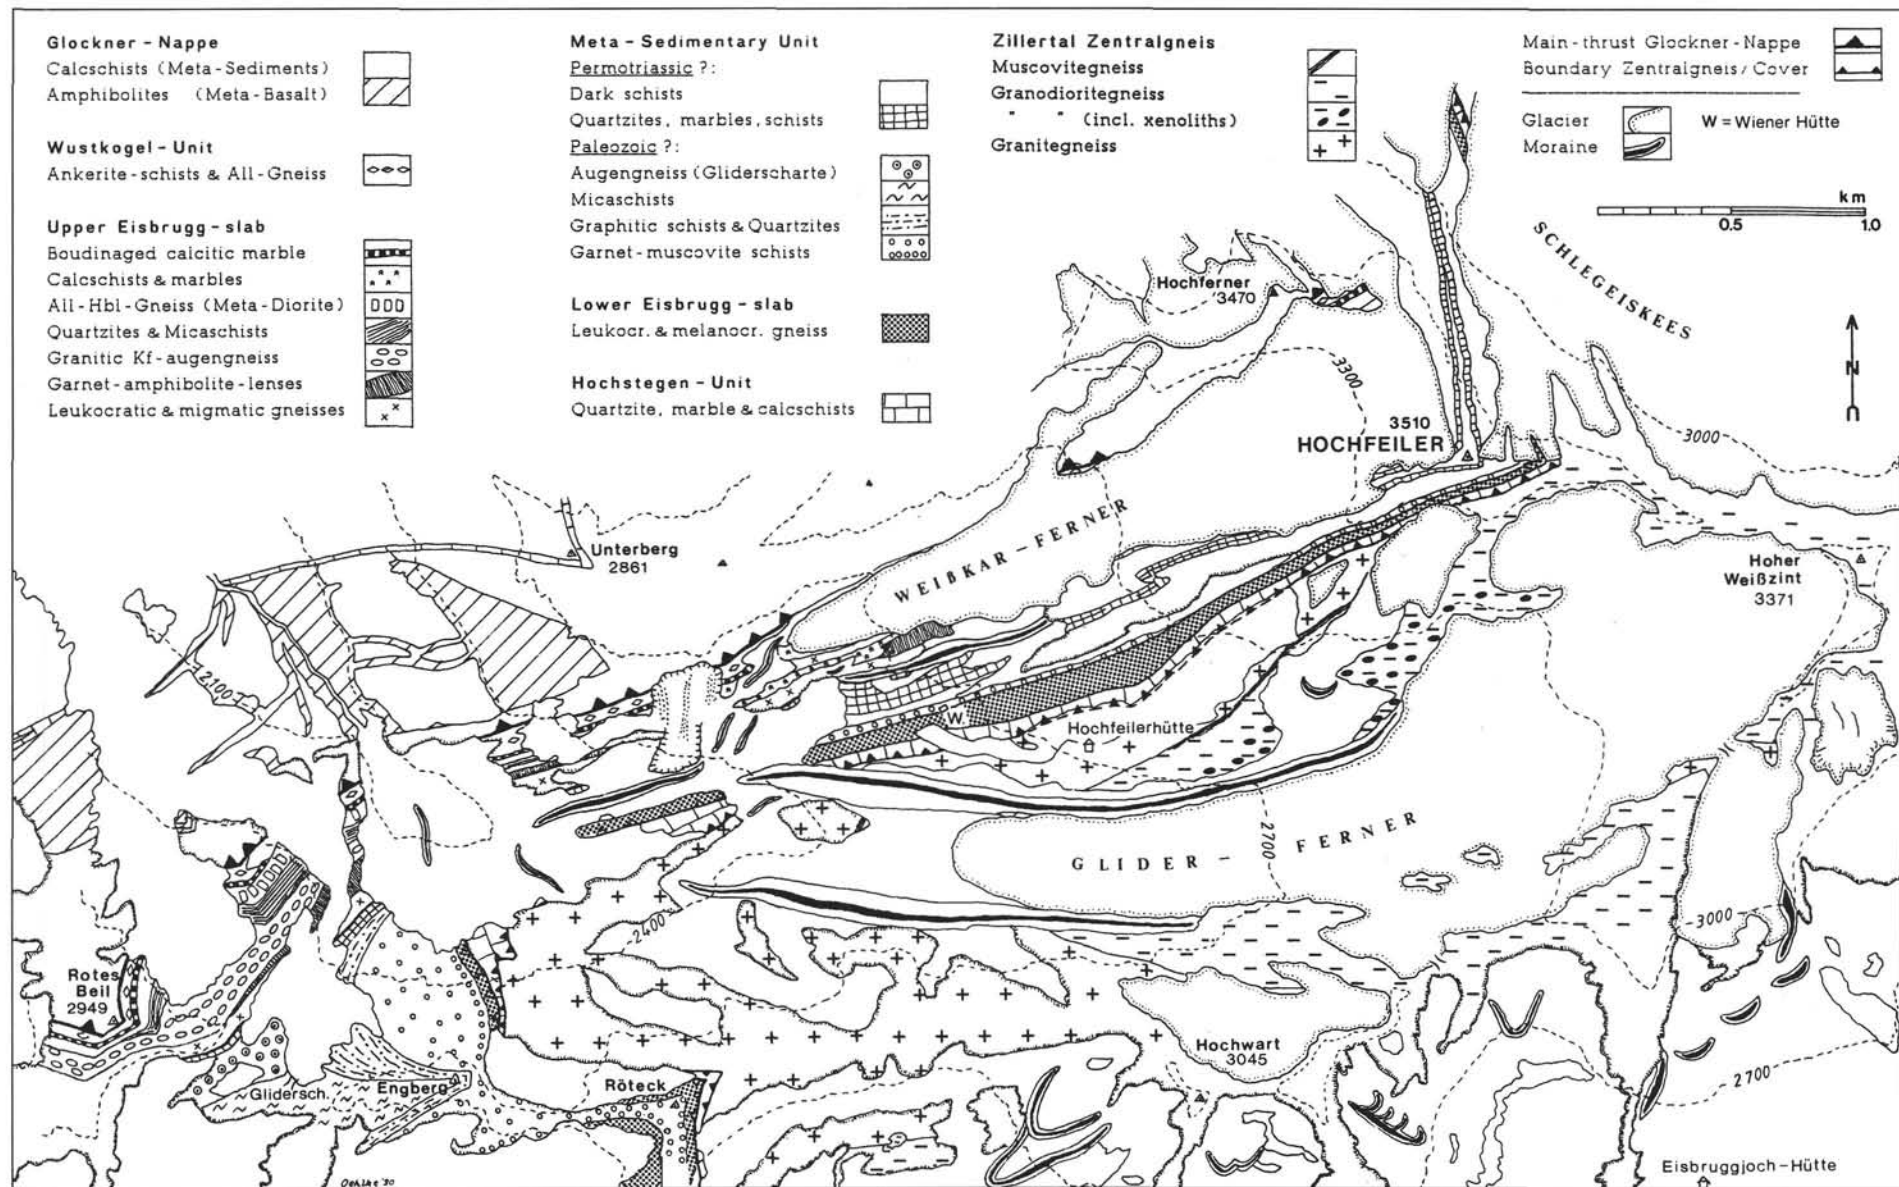 Glockner - Nappe
Calcschists (Meta-Sediments)
Amphibolites (Meta-Basalt)
Wustkogel - Unit
Ankerite-schists & All-Gneiss
Upper Eisbrugg - slab
Boudinaged calcitic marble
Calcschists & marbles
All-Hbl-Gneiss (Meta-Diorite)
Quartzites & Micaschists
Granitic Kf-augengneiss
Garnet-amphibolite-lenses
Leukocratic & migmatic gneisses
Meta - Sedimentary Unit
Permotriassic ?:
Dark schists
Quartzites, marbles, schists
Paleozoic ?:
Augengneiss (Gliderscharte)
Micaschists
Graphitic schists & Quartzites
Garnet-muscovite schists
Lower Eisbrugg - slab
Leukocr. & melanocr. gneiss
Hochstegen - Unit
Quartzite, marble & calcschists
Zillertal Zentralgneis
Muscovitegneiss
Granodioritegneiss
" " (incl. xenoliths)
Granitegneiss
Main-thrust Glockner-Nappe
Boundary Zentralgneis / Cover
Glacier
Moraine
W = Wiener Hütte
km
0.5 1.0
N
SCHLEGEISKEES
Hochferner
3470
3300
3510
HOCHFEILER
3000
WEIßKAR - FERNER
Unterberg
2861
Hoher
Weißzint
3371
2100
W.
Hochfeilerhütte
GLIDER - FERNER
2700
2400
3000
Rotes
Beil
2949
Hochwart
3045
Glidersch.
Engberg
Röteck
2700
Eisbruggjoch-Hütte
Oehlke '80